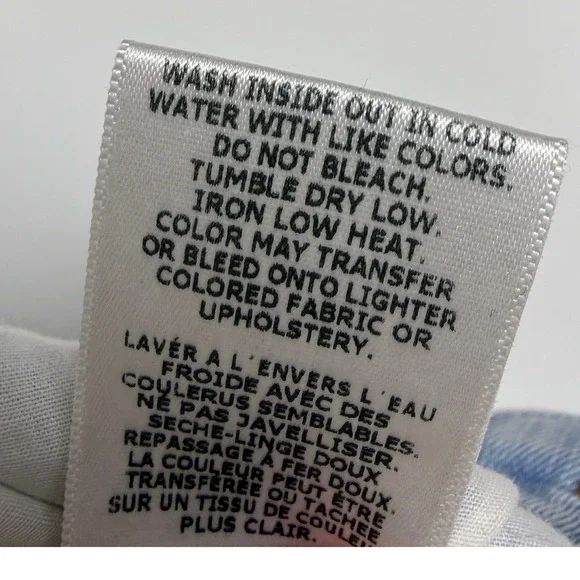 WASH INSIDE OUT IN COLD
WATER WITH LIKE COLORS.
DO NOT BLEACH.
TUMBLE DRY LOW.
IRON LOW HEAT.
COLOR MAY TRANSFER
OR BLEED ONTO LIGHTER
COLORED FABRIC OR
UPHOLSTERY.
LAVÉR A L'ENVERS L'EAU
FROIDE AVEC DES
COULERUS SEMBLABLES.
NE PAS JAVELLISER.
SECHE-LINGE DOUX
REPASSAGE A FER DOUX.
LA COULEUR PEUT ÊTRE
TRANSFÉRÉE OU TACHEE
SUR UN TISSU DE COULEUR
PLUS CLAIR.